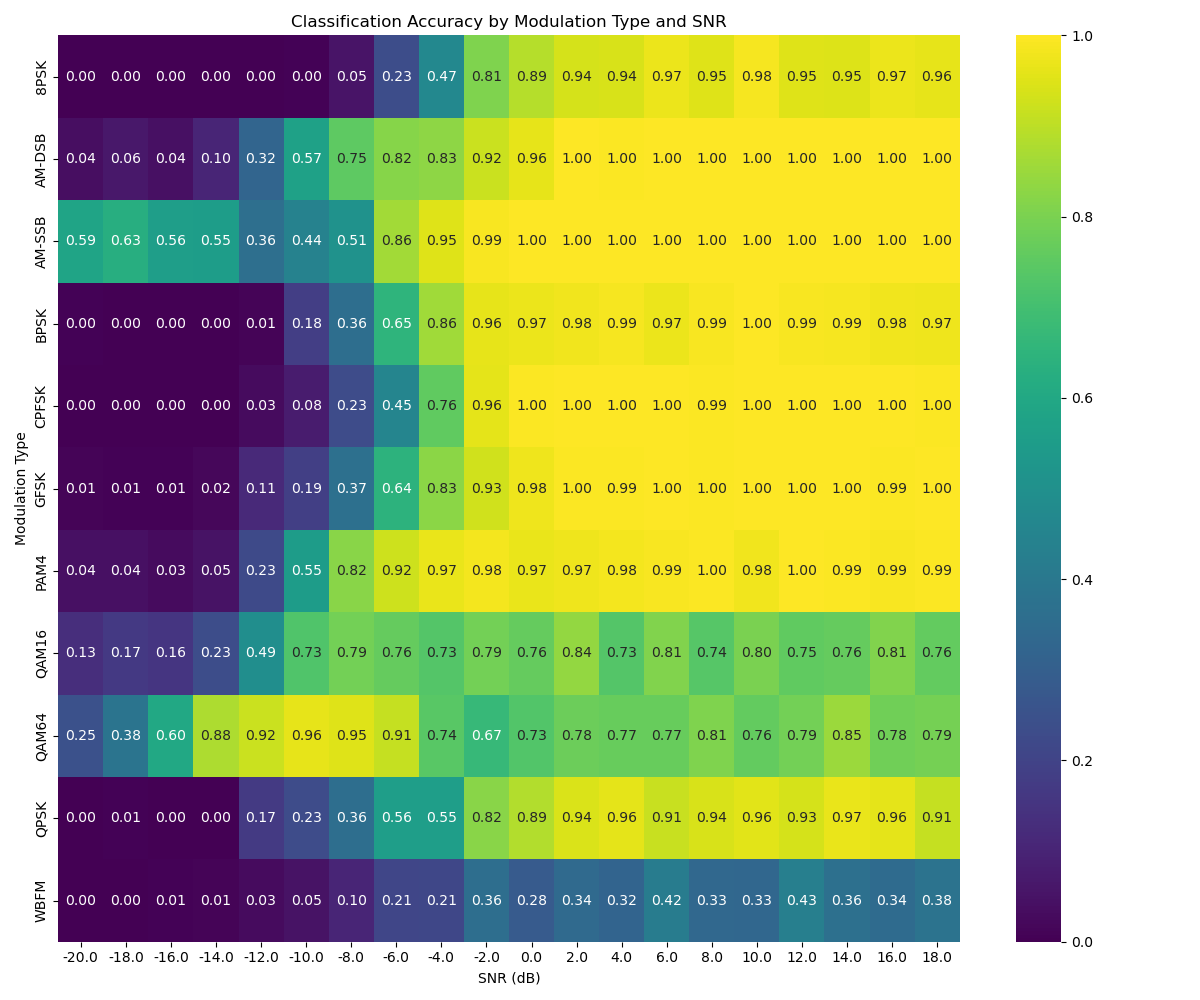 Classification Accuracy by Modulation Type and SNR
8PSK 0.00 0.00 0.00 0.00 0.00 0.00 0.05 0.23 0.47 0.81 0.89 0.94 0.94 0.97 0.95 0.98 0.95 0.95 0.97 0.96
AM-DSB 0.04 0.06 0.04 0.10 0.32 0.57 0.75 0.82 0.83 0.92 0.96 1.00 1.00 1.00 1.00 1.00 1.00 1.00 1.00 1.00
AM-SSB 0.59 0.63 0.56 0.55 0.36 0.44 0.51 0.86 0.95 0.99 1.00 1.00 1.00 1.00 1.00 1.00 1.00 1.00 1.00 1.00
BPSK 0.00 0.00 0.00 0.00 0.01 0.18 0.36 0.65 0.86 0.96 0.97 0.98 0.99 0.97 0.99 1.00 0.99 0.99 0.98 0.97
CPFSK 0.00 0.00 0.00 0.00 0.03 0.08 0.23 0.45 0.76 0.96 1.00 1.00 1.00 1.00 0.99 1.00 1.00 1.00 1.00 1.00
GFSK 0.01 0.01 0.01 0.02 0.11 0.19 0.37 0.64 0.83 0.93 0.98 1.00 0.99 1.00 1.00 1.00 1.00 1.00 0.99 1.00
PAM4 0.04 0.04 0.03 0.05 0.23 0.55 0.82 0.92 0.97 0.98 0.97 0.97 0.98 0.99 1.00 0.98 1.00 0.99 0.99 0.99
QAM16 0.13 0.17 0.16 0.23 0.49 0.73 0.79 0.76 0.73 0.79 0.76 0.84 0.73 0.81 0.74 0.80 0.75 0.76 0.81 0.76
QAM64 0.25 0.38 0.60 0.88 0.92 0.96 0.95 0.91 0.74 0.67 0.73 0.78 0.77 0.77 0.81 0.76 0.79 0.85 0.78 0.79
QPSK 0.00 0.01 0.00 0.00 0.17 0.23 0.36 0.56 0.55 0.82 0.89 0.94 0.96 0.91 0.94 0.96 0.93 0.97 0.96 0.91
WBFM 0.00 0.00 0.01 0.01 0.03 0.05 0.10 0.21 0.21 0.36 0.28 0.34 0.32 0.42 0.33 0.33 0.43 0.36 0.34 0.38
-20.0 -18.0 -16.0 -14.0 -12.0 -10.0 -8.0 -6.0 -4.0 -2.0 0.0 2.0 4.0 6.0 8.0 10.0 12.0 14.0 16.0 18.0
SNR (dB)
Modulation Type
1.0
0.8
0.6
0.4
0.2
0.0